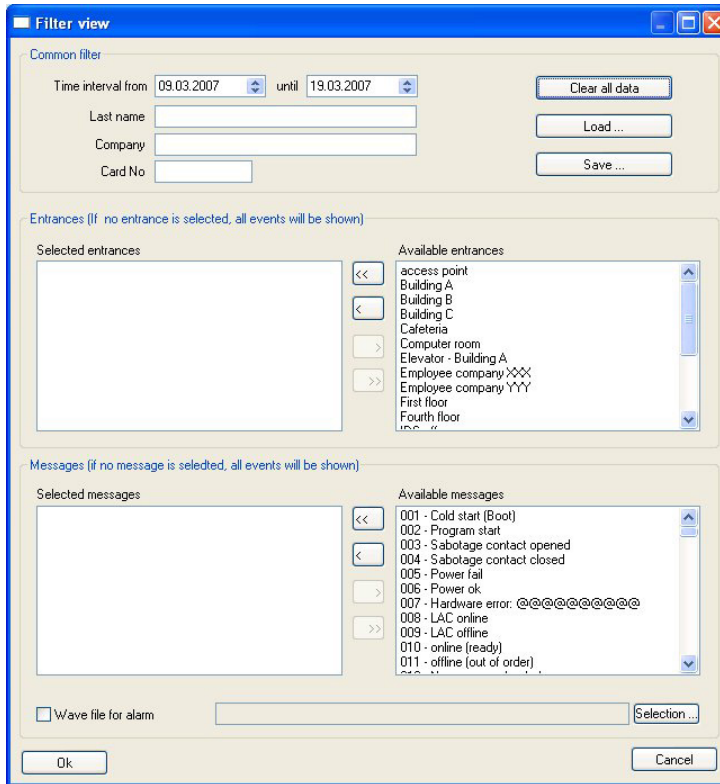 Filter view
Common filter
Time interval from 09.03.2007 until 19.03.2007
Clear all data
Last name
Load ...
Company
Save ...
Card No
Entrances (If no entrance is selected, all events will be shown)
Selected entrances
Available entrances
<<
<
>
>>
access point
Building A
Building B
Building C
Cafeteria
Computer room
Elevator - Building A
Employee company XXX
Employee company YYY
First floor
Fourth floor
Messages (if no message is seledted, all events will be shown)
Selected messages
Available messages
<<
<
>
>>
001 - Cold start (Boot)
002 - Program start
003 - Sabotage contact opened
004 - Sabotage contact closed
005 - Power fail
006 - Power ok
007 - Hardware error: @@@@@@@@@@
008 - LAC online
009 - LAC offline
010 - online (ready)
011 - offline (out of order)
Wave file for alarm
Selection ...
Ok
Cancel